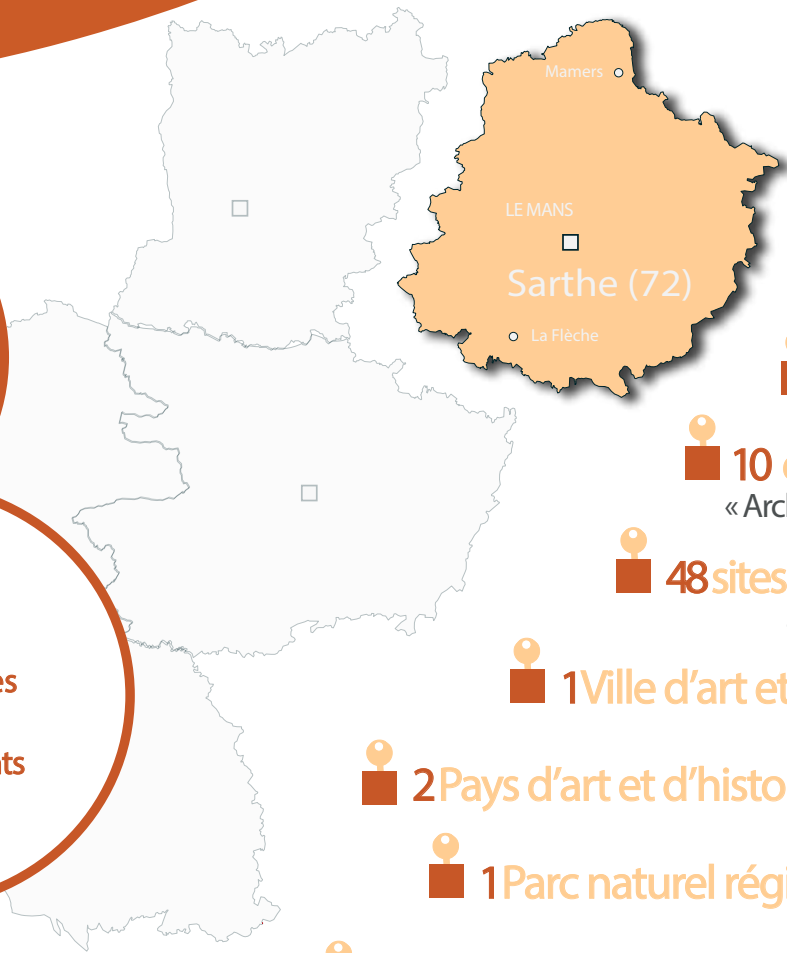 Mamers
LE MANS
Sarthe (72)
La Flèche
10
« Arc
48 sites
1 Ville d'art et
2 Pays d'art et d'histo
1 Parc naturel régi
es
ts